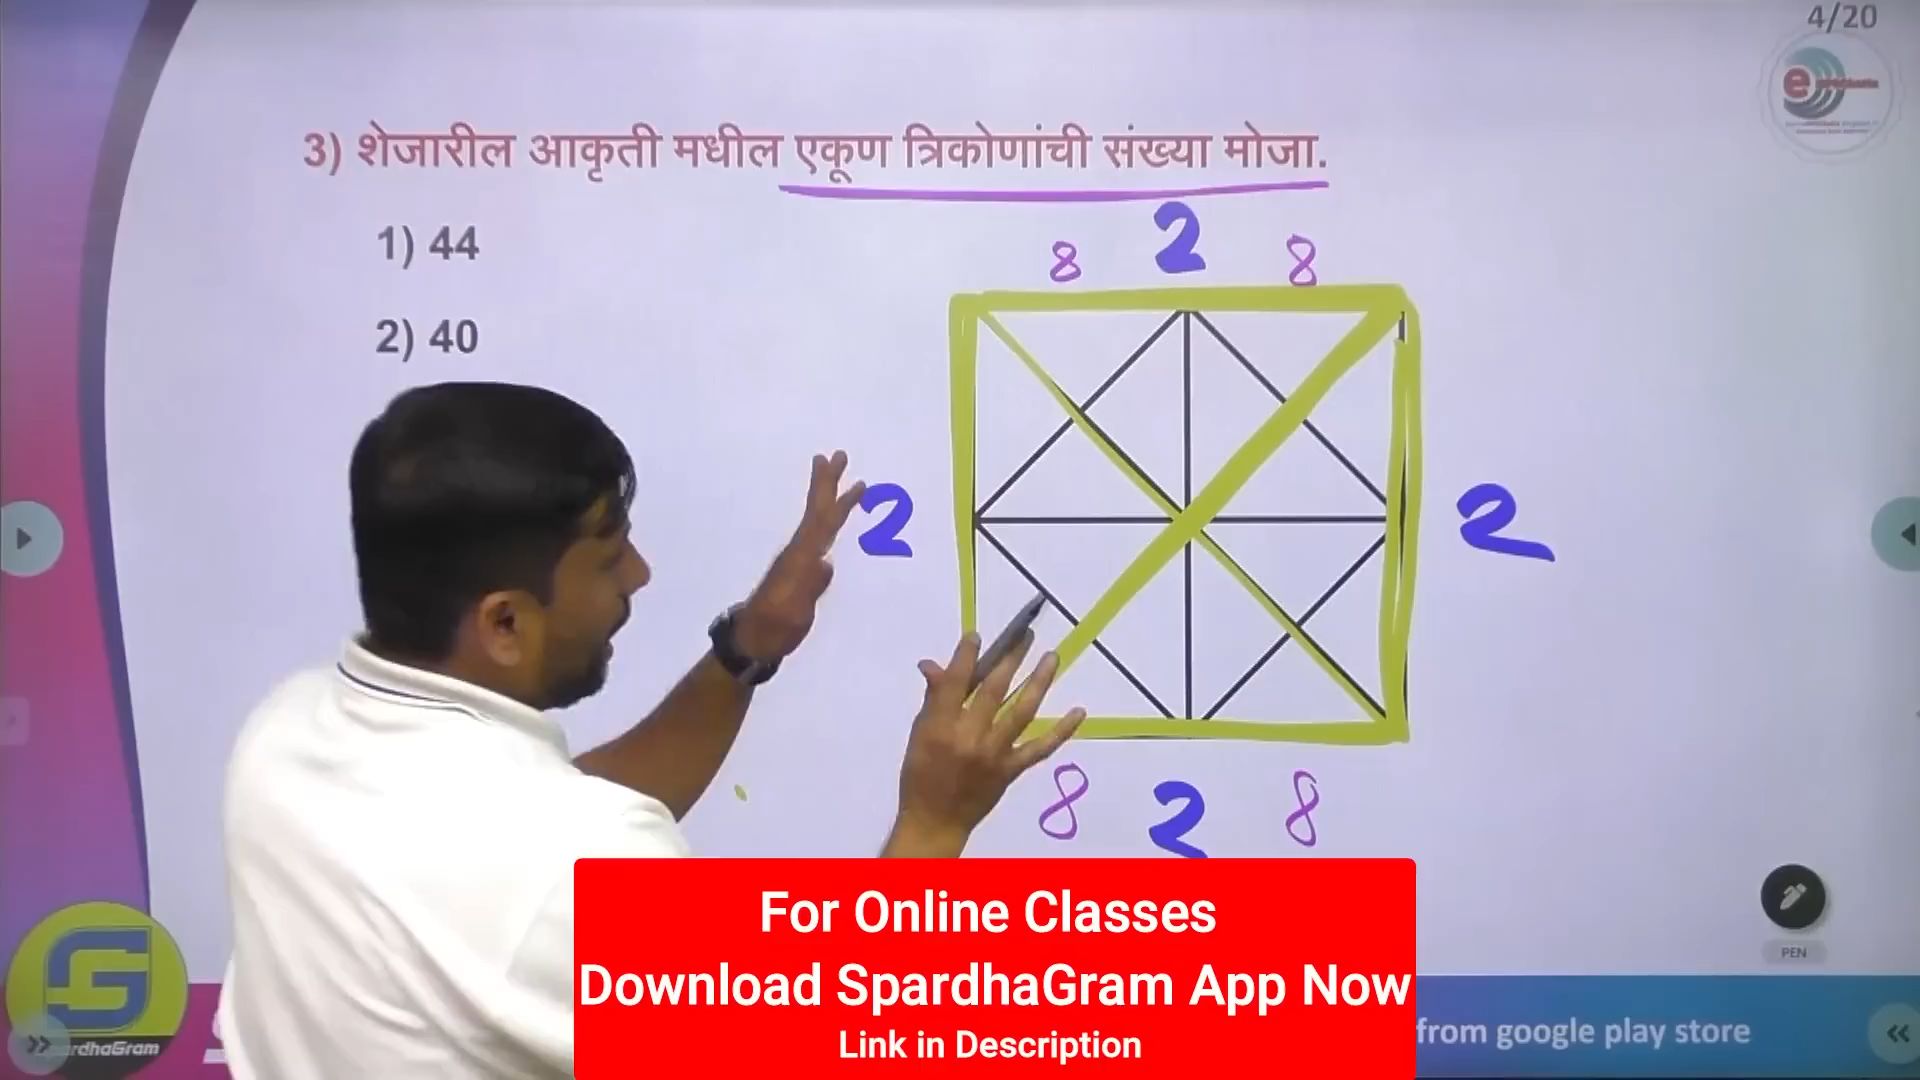 4/20
e
3) शेजारील आकृती मधील एकूण त्रिकोणांची संख्या मोजा.
1) 44
2) 40
8 2 8
2 2
8 2 8
PEN
For Online Classes
Download SpardhaGram App Now
Link in Description
from google play store